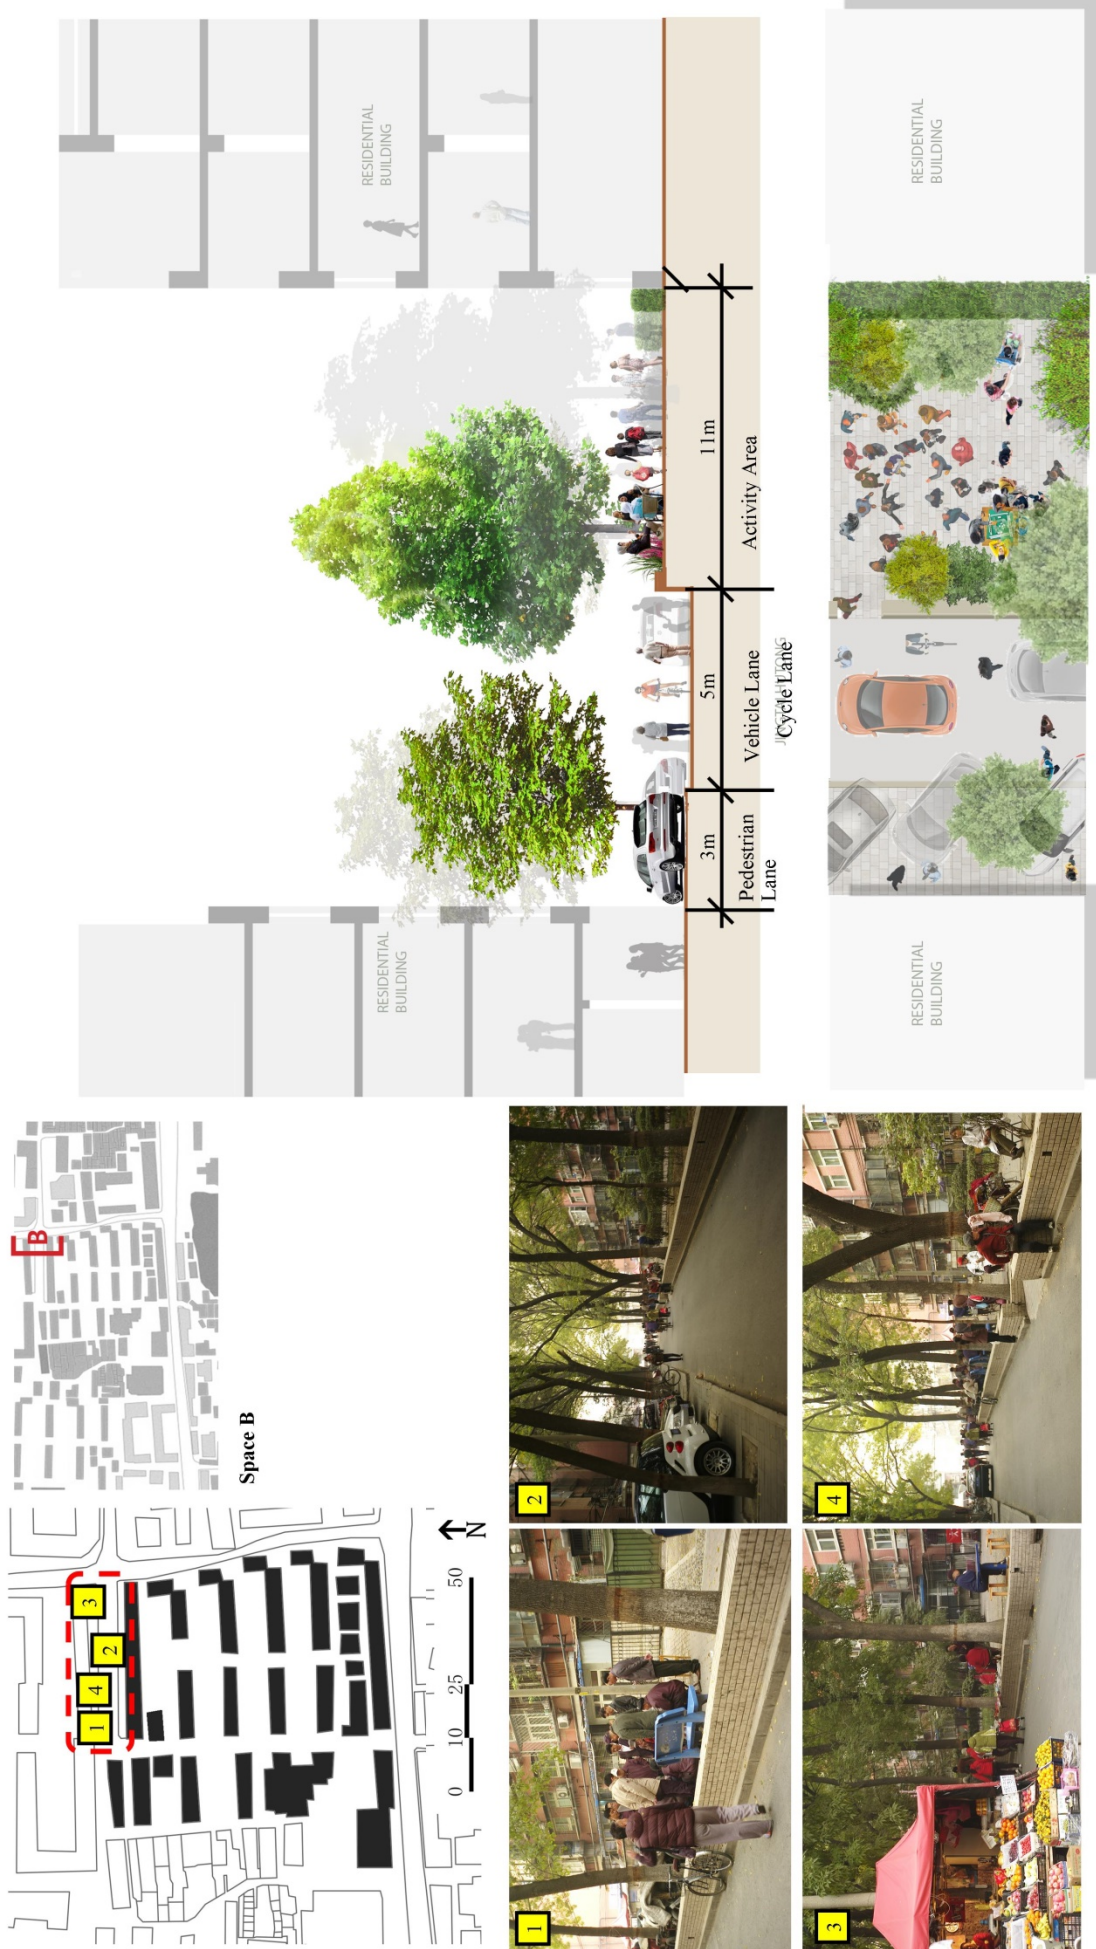 3
2
4
1
0
10
25
50
N
B
Space B
1
2
3
4
RESIDENTIAL
BUILDING
RESIDENTIAL
BUILDING
3m
5m
11m
Pedestrian
Lane
Vehicle Lane
Cycle Lane
Activity Area
RESIDENTIAL
BUILDING
RESIDENTIAL
BUILDING